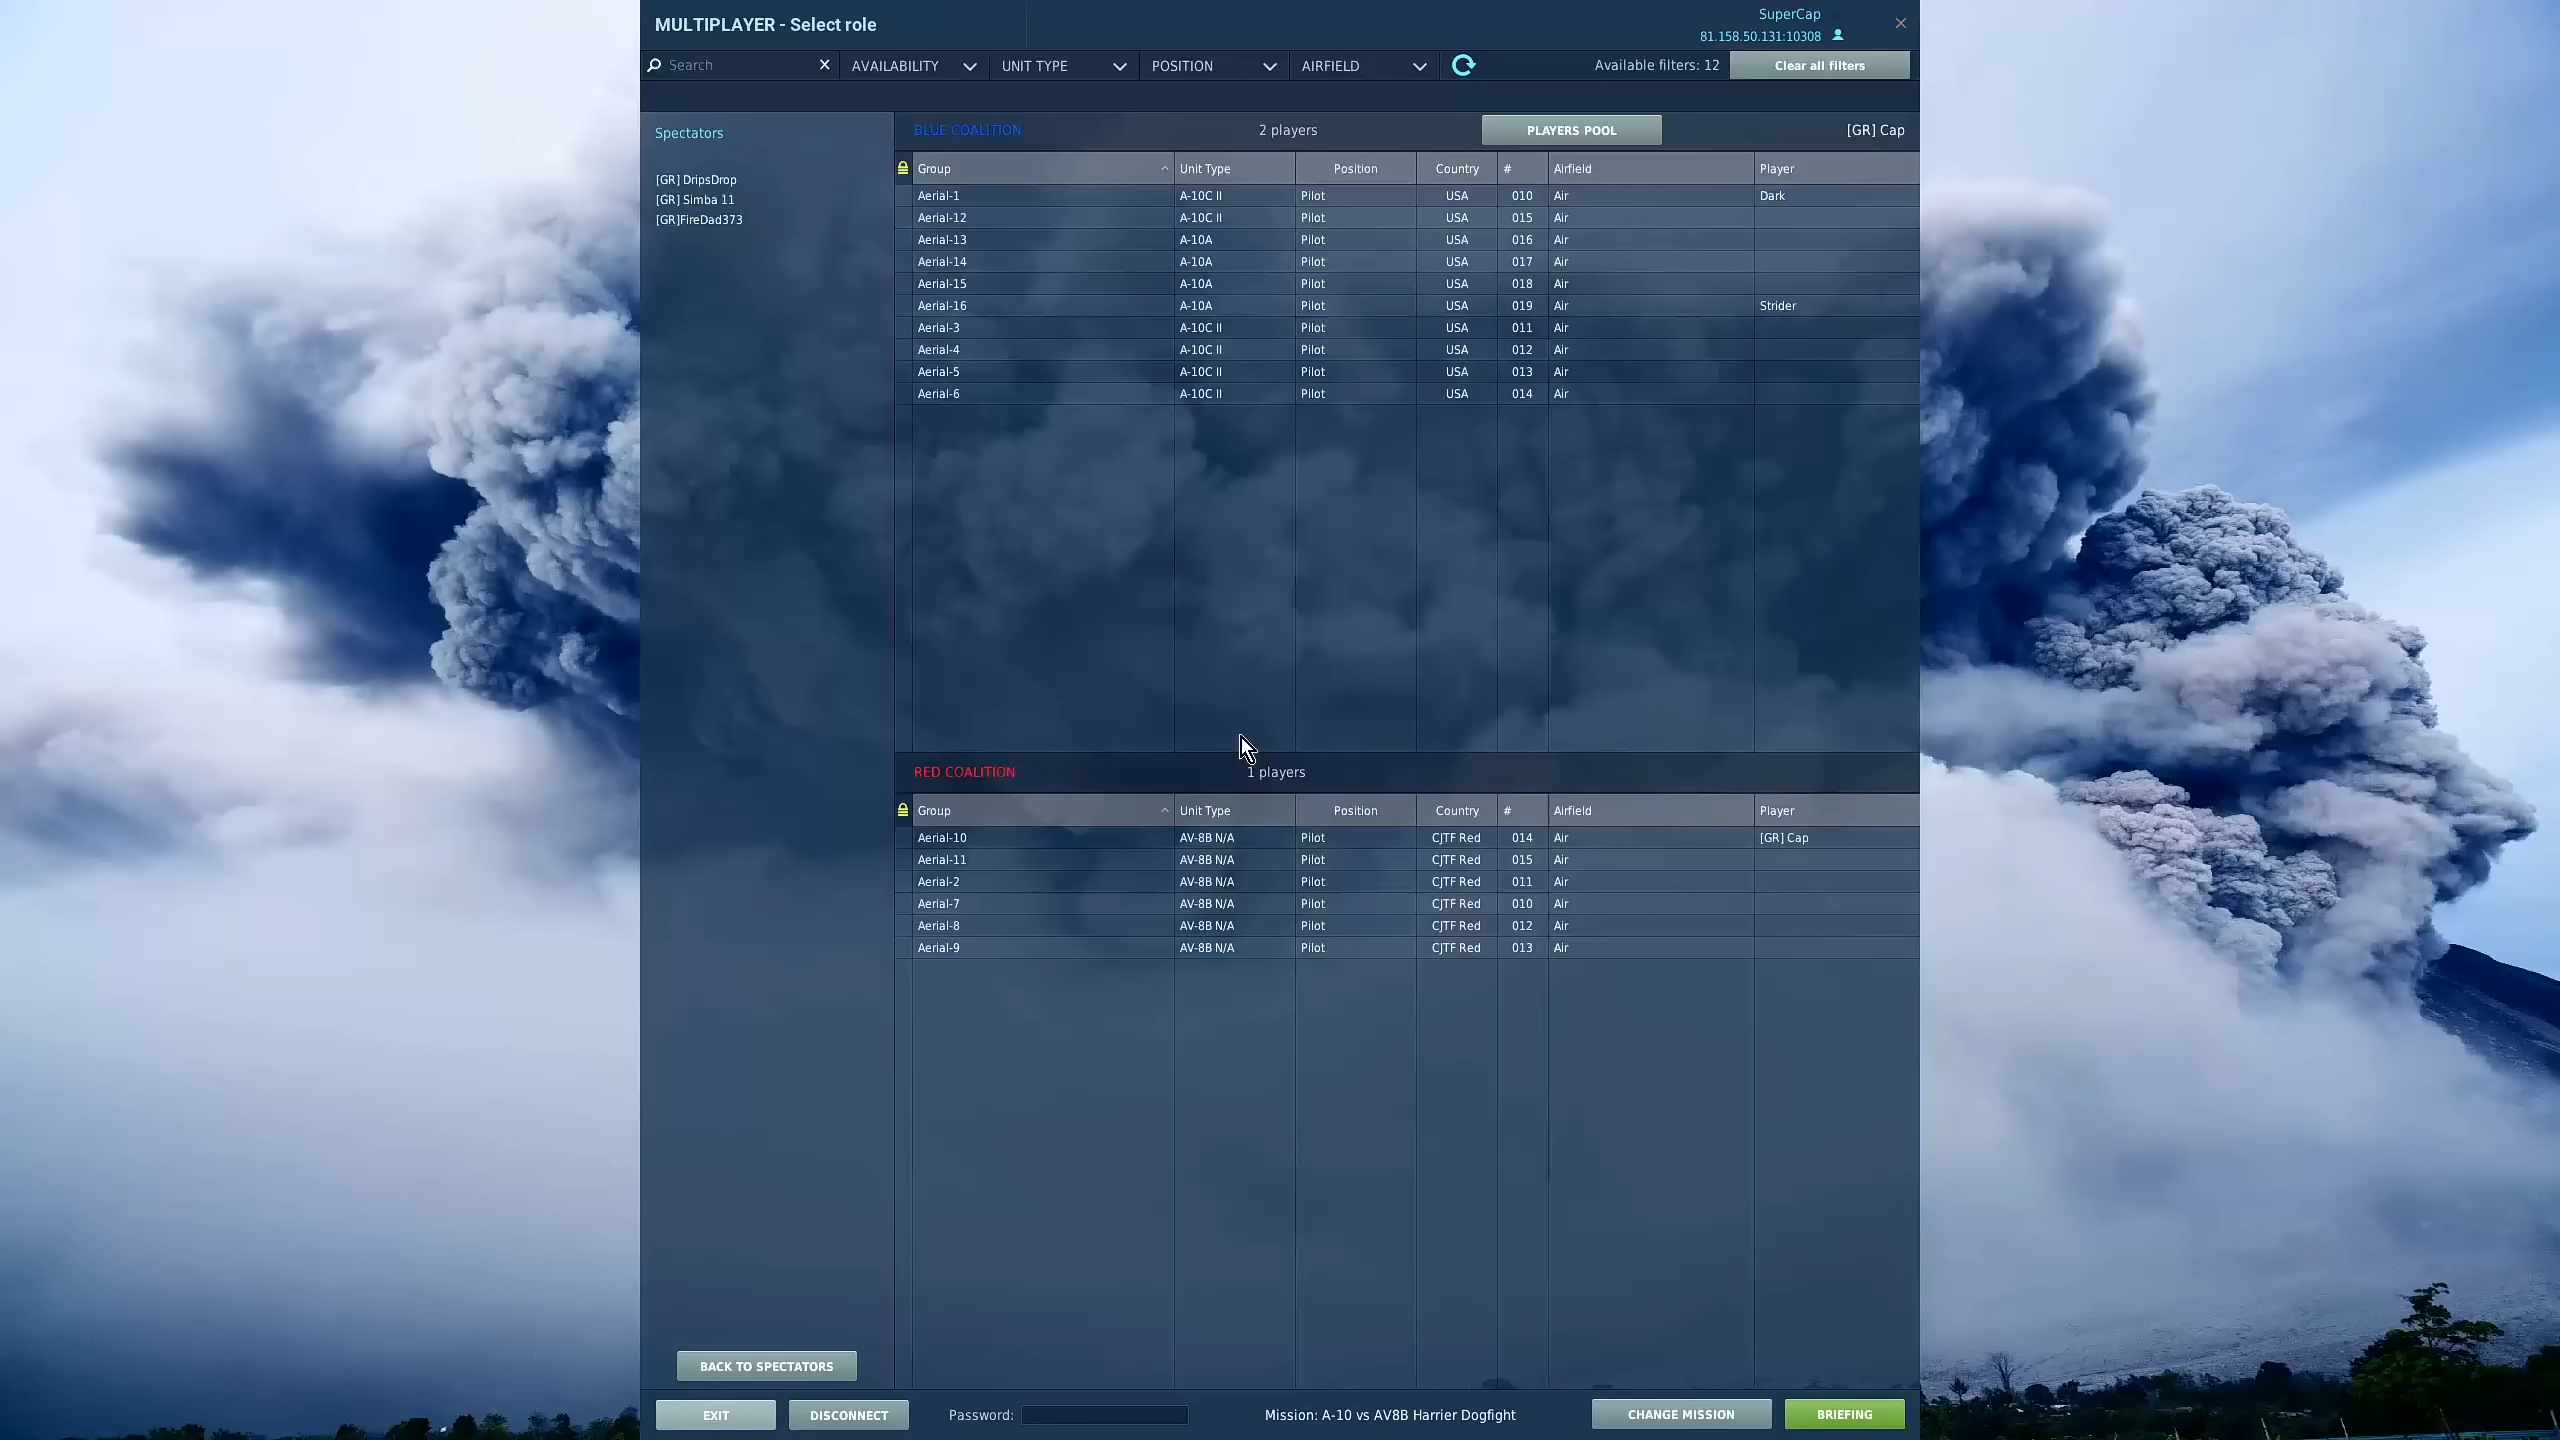 MULTIPLAYER - Select role
SuperCap
81.158.50.131:10308
Search
AVAILABILITY
UNIT TYPE
POSITION
AIRFIELD
Available filters: 12
Clear all filters
Spectators
[GR] DripsDrop
[GR] Simba 11
[GR]FireDad373
BLUE COALITION 2 players PLAYERS POOL [GR] Cap
Group Unit Type Position Country # Airfield Player
Aerial-1 A-10C II Pilot USA 010 Air Dark
Aerial-12 A-10C II Pilot USA 015 Air
Aerial-13 A-10A Pilot USA 016 Air
Aerial-14 A-10A Pilot USA 017 Air
Aerial-15 A-10A Pilot USA 018 Air
Aerial-16 A-10A Pilot USA 019 Air Strider
Aerial-3 A-10C II Pilot USA 011 Air
Aerial-4 A-10C II Pilot USA 012 Air
Aerial-5 A-10C II Pilot USA 013 Air
Aerial-6 A-10C II Pilot USA 014 Air
RED COALITION 1 players
Group Unit Type Position Country # Airfield Player
Aerial-10 AV-8B N/A Pilot CJTF Red 014 Air [GR] Cap
Aerial-11 AV-8B N/A Pilot CJTF Red 015 Air
Aerial-2 AV-8B N/A Pilot CJTF Red 011 Air
Aerial-7 AV-8B N/A Pilot CJTF Red 010 Air
Aerial-8 AV-8B N/A Pilot CJTF Red 012 Air
Aerial-9 AV-8B N/A Pilot CJTF Red 013 Air
BACK TO SPECTATORS
EXIT DISCONNECT Password: Mission: A-10 vs AV8B Harrier Dogfight CHANGE MISSION BRIEFING